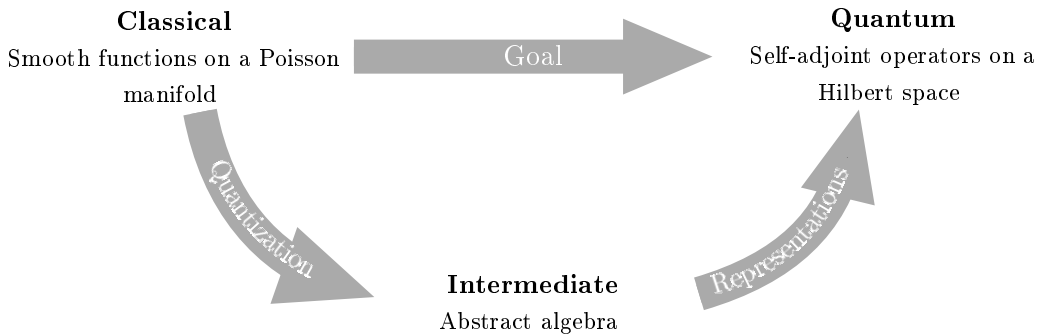 Classical
Smooth functions on a Poisson
manifold
Goal
Quantum
Self-adjoint operators on a
Hilbert space
Quantization
Representations
Intermediate
Abstract algebra